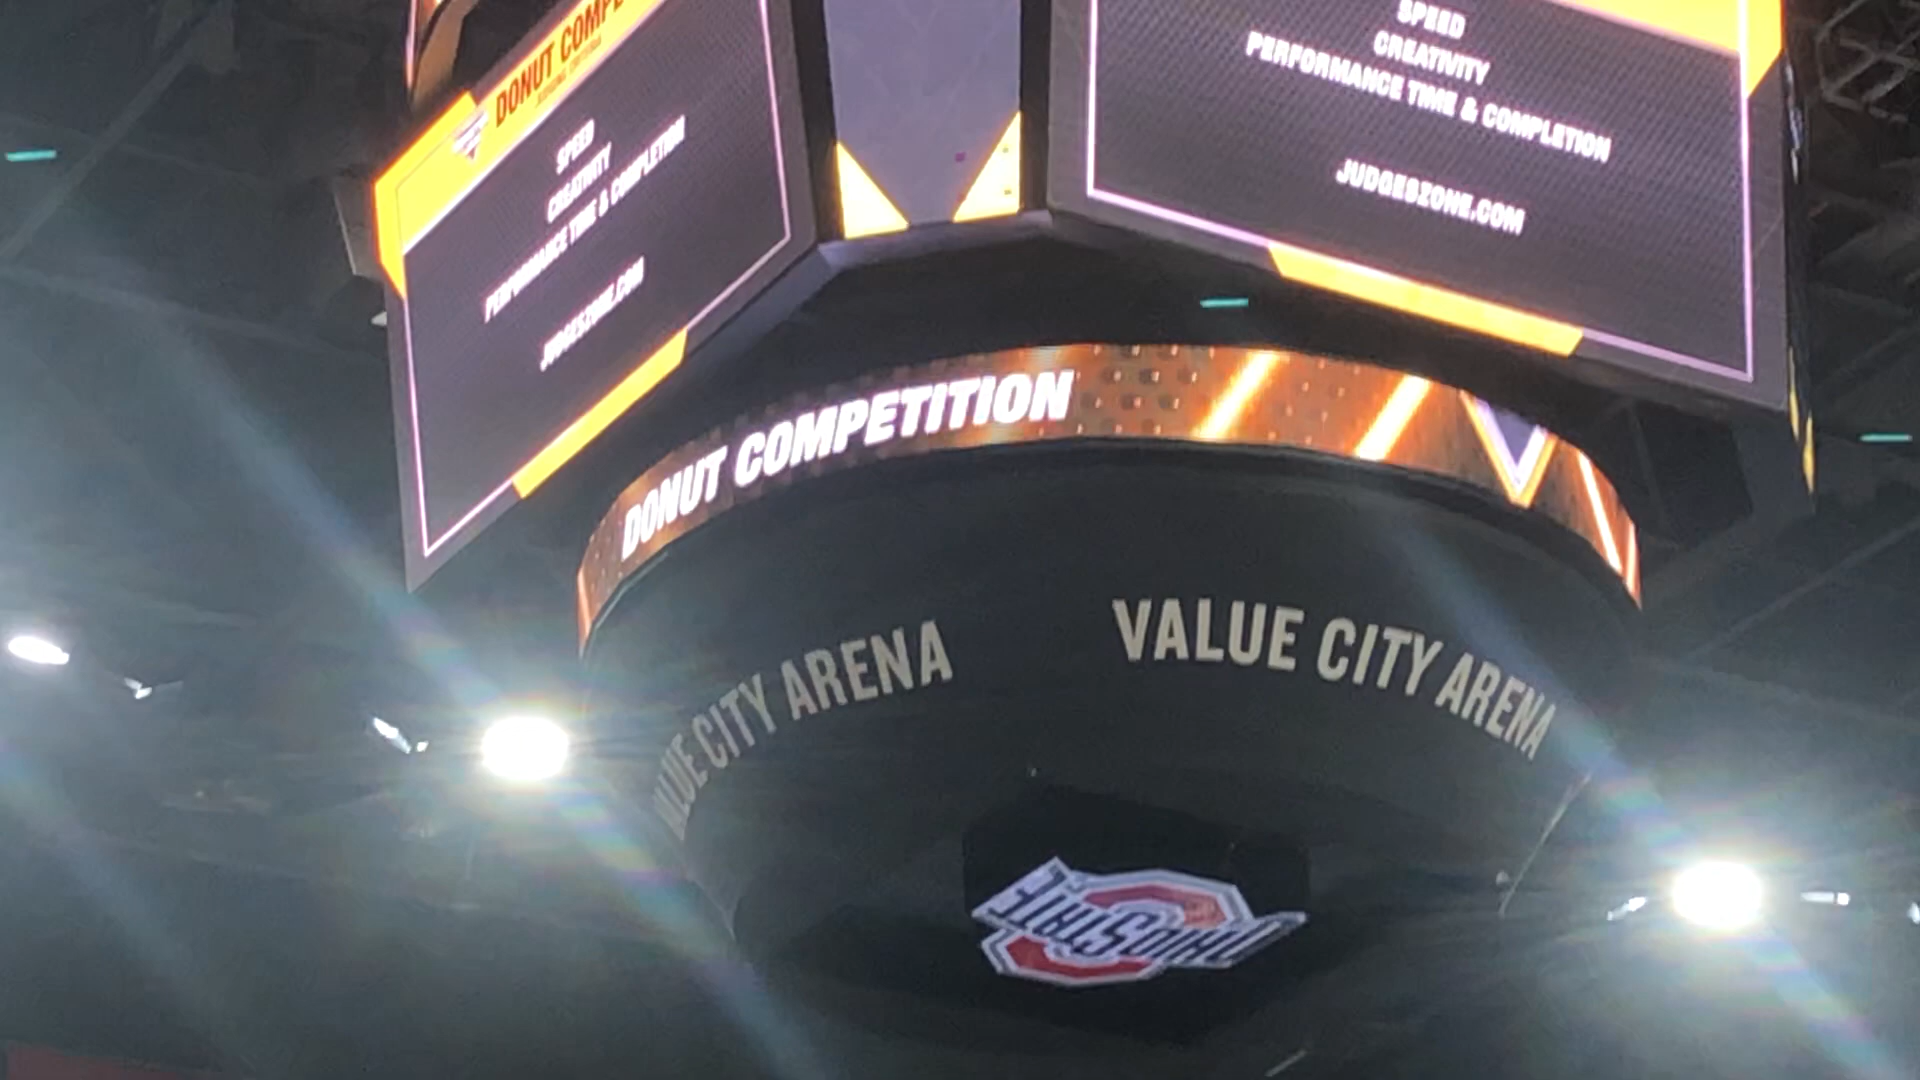 DONUT COMPE
SPEED
CREATIVITY
PERFORMANCE TIME & COMPLETION
JUDGESZONE.COM
SPEED
CREATIVITY
PERFORMANCE TIME & COMPLETION
JUDGESZONE.COM
DONUT COMPETITION
VALUE CITY ARENA
VALUE CITY ARENA
OHIO STATE